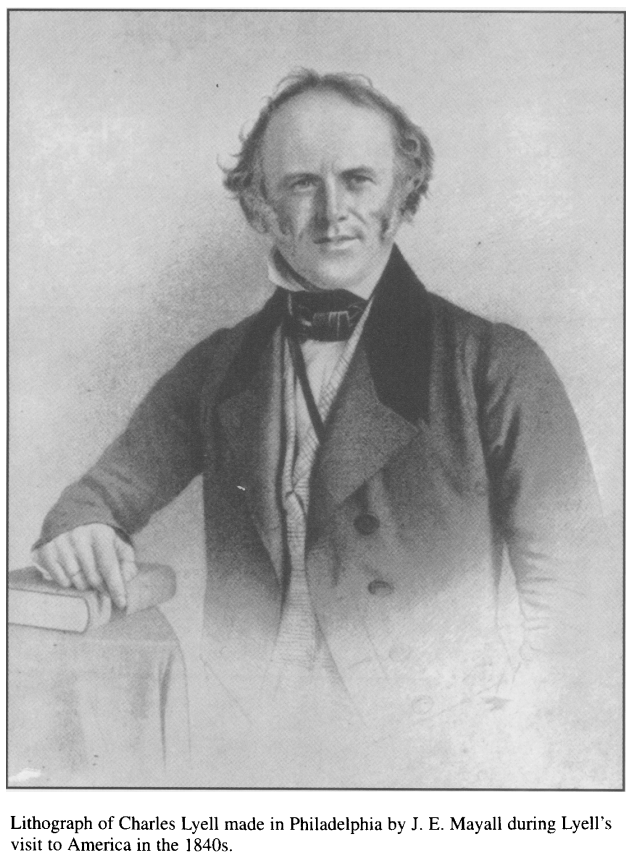 Lithograph of Charles Lyell made in Philadelphia by J. E. Mayall during Lyell's
visit to America in the 1840s.